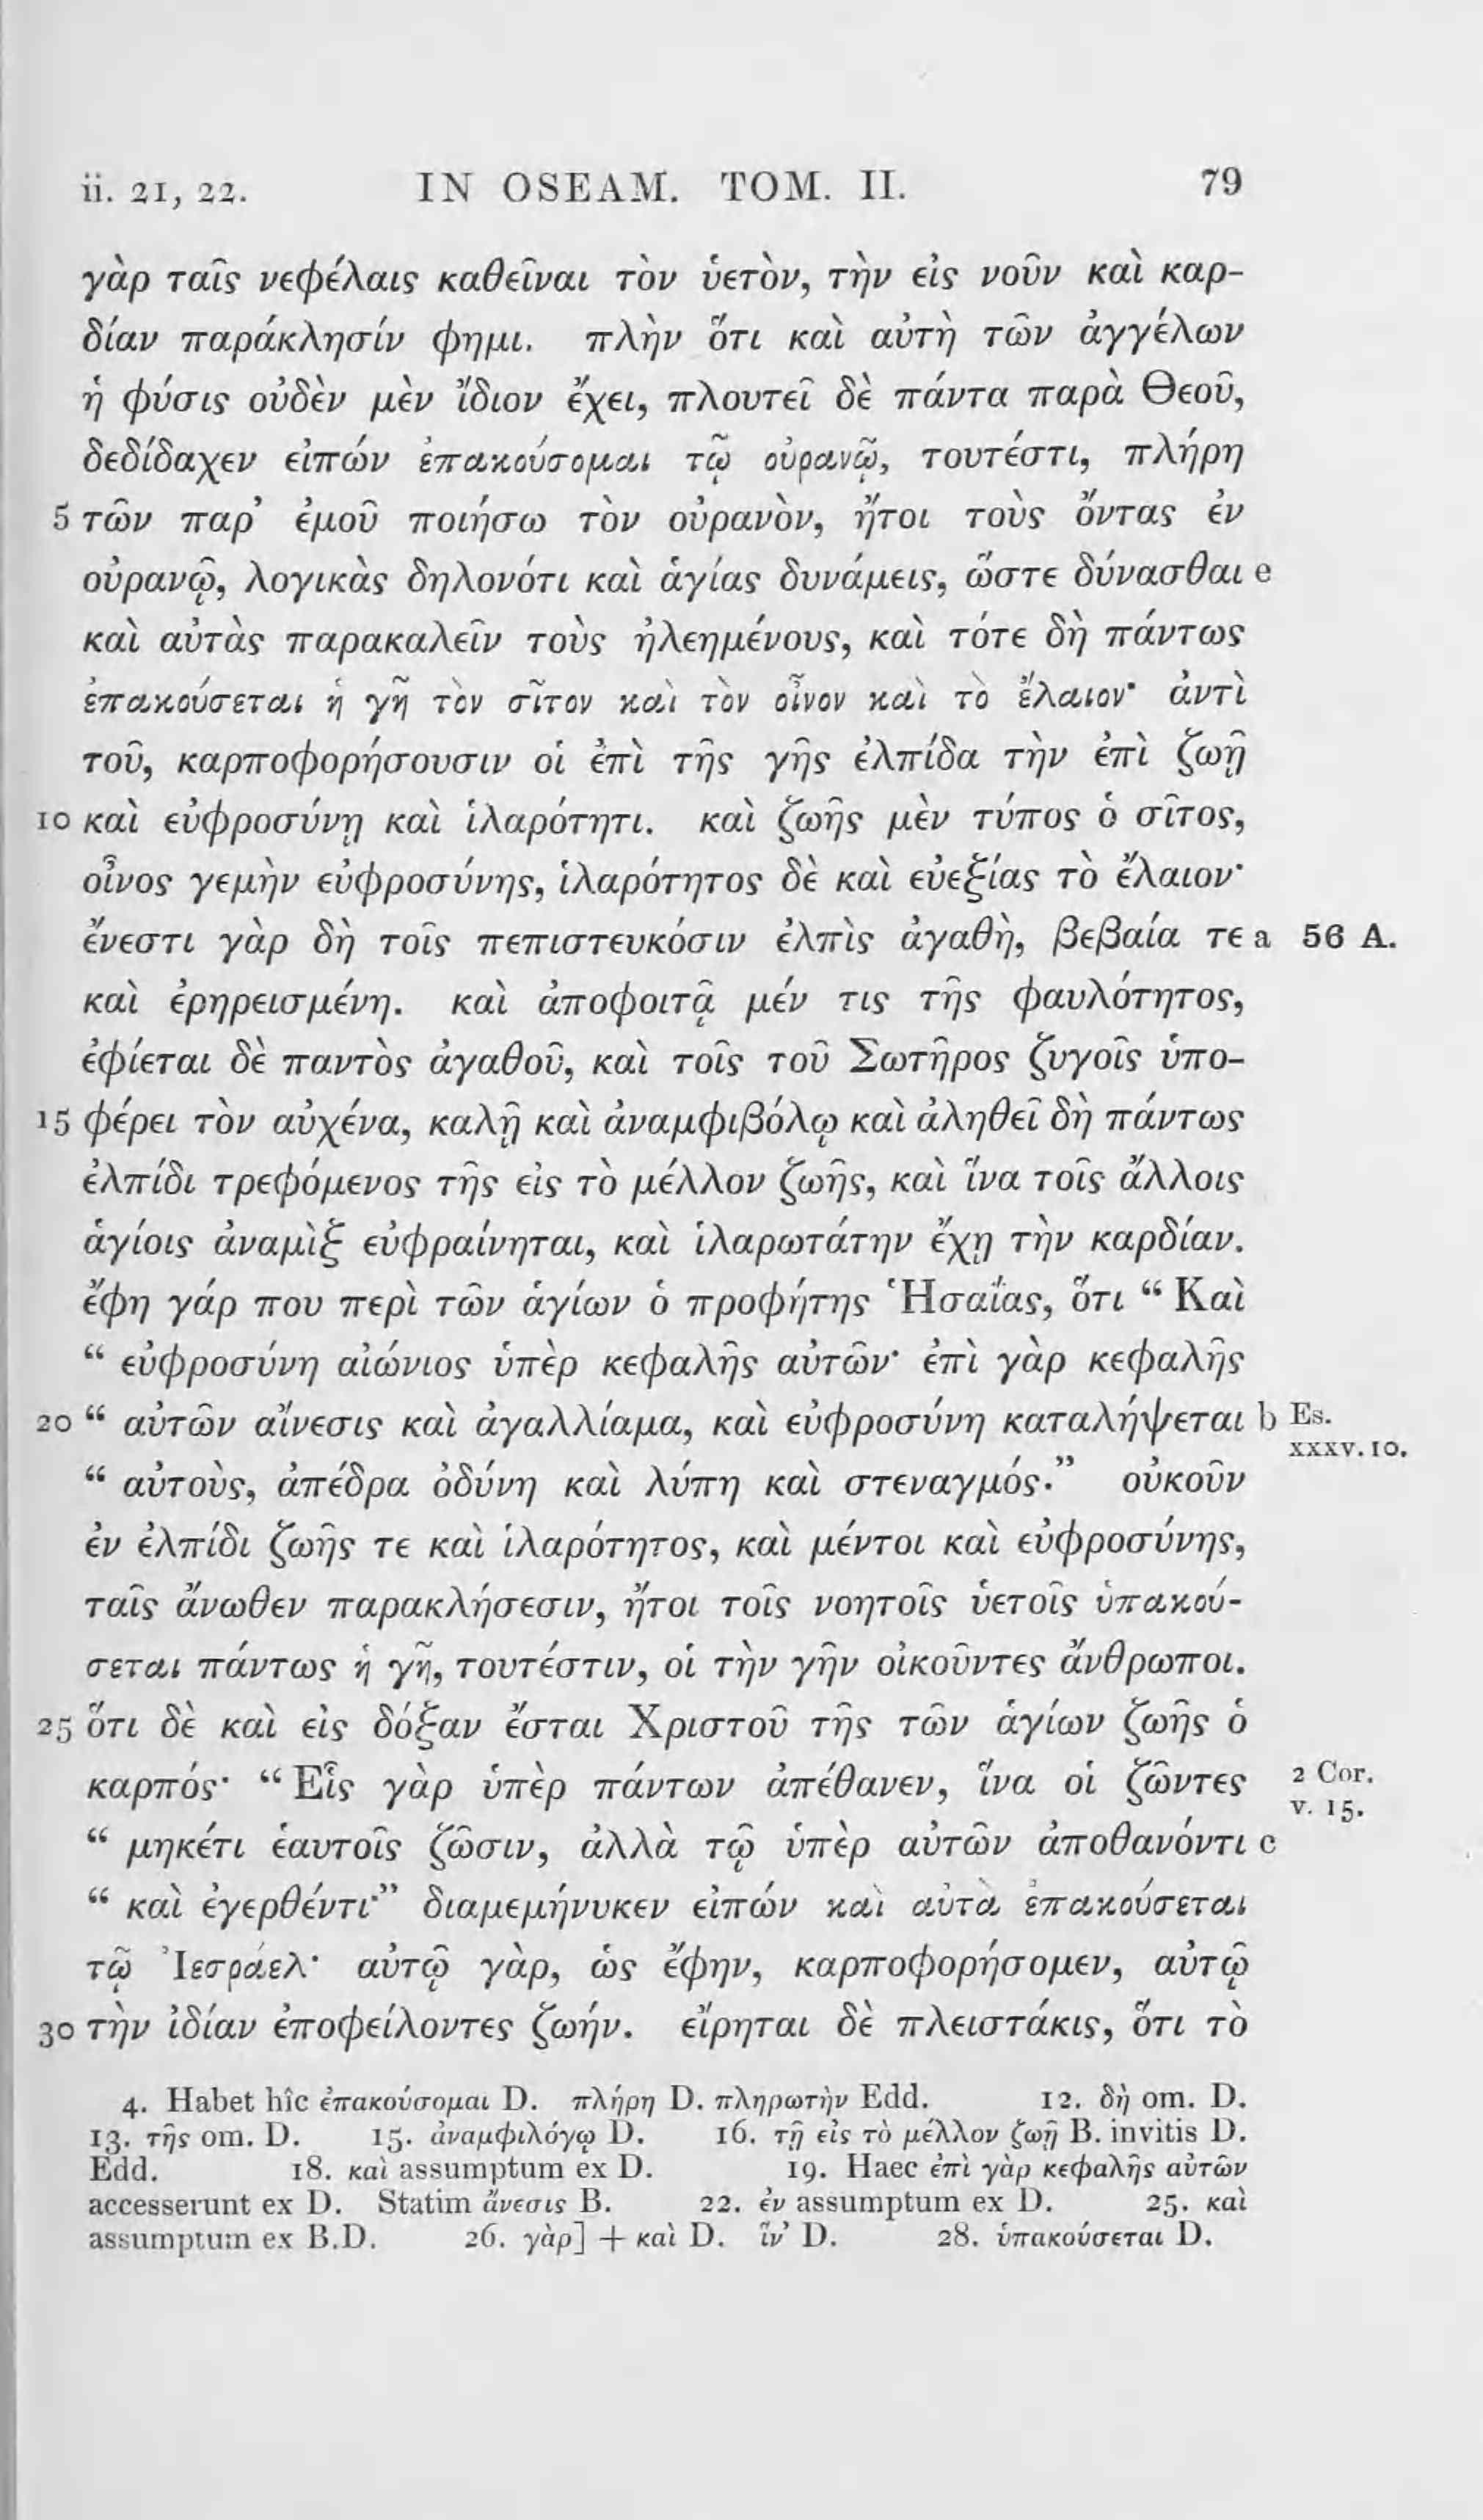 ii. 21, 22. IN OSEAM. TOM. II. 79
γὰρ ταῖς νεφέλαις καθεῖναι τὸν ὑετὸν, τὴν εἰς νοῦν καὶ καρ-
δίαν παράκλησίν φημι. πλὴν ὅτι καὶ αὐτὴ τῶν ἀγγέλων
ἡ φύσις οὐδὲν μὲν ἴδιον ἔχει, πλουτεῖ δὲ πάντα παρὰ Θεοῦ,
δεδίδαχεν εἰπών ἐπακούσομαι τῷ οὐρανῷ, τουτέστι, πλήρη
5 τῶν παρ’ ἐμοῦ ποιήσω τὸν οὐρανὸν, ἤτοι τοὺς ὄντας ἐν
οὐρανῷ, λογικὰς δηλονότι καὶ ἁγίας δυνάμεις, ὥστε δύνασθαι e
καὶ αὐτὰς παρακαλεῖν τοὺς ἠλεημένους, καὶ τότε δὴ πάντως
ἐπακούσεται ἡ γῆ τὸν σῖτον καὶ τὸν οἶνον καὶ τὸ ἔλαιον· ἀντὶ
τοῦ, καρποφορήσουσιν οἱ ἐπὶ τῆς γῆς ἐλπίδα τὴν ἐπὶ ζωῇ
10 καὶ εὐφροσύνῃ καὶ ἱλαρότητι. καὶ ζωῆς μὲν τύπος ὁ σῖτος,
οἶνος γεμὴν εὐφροσύνης, ἱλαρότητος δὲ καὶ εὐεξίας τὸ ἔλαιον·
ἔνεστι γὰρ δὴ τοῖς πεπιστευκόσιν ἐλπὶς ἀγαθὴ, βεβαία τε a 56 A.
καὶ ἐρηρεισμένη. καὶ ἀποφοιτᾷ μέν τις τῆς φαυλότητος,
ἐφίεται δὲ παντὸς ἀγαθοῦ, καὶ τοῖς τοῦ Σωτῆρος ζυγοῖς ὑπο-
15 φέρει τὸν αὐχένα, καλῇ καὶ ἀναμφιβόλῳ καὶ ἀληθεῖ δὴ πάντως
ἐλπίδι τρεφόμενος τῆς εἰς τὸ μέλλον ζωῆς, καὶ ἵνα τοῖς ἄλλοις
ἁγίοις ἀναμὶξ εὐφραίνηται, καὶ ἱλαρωτάτην ἔχῃ τὴν καρδίαν.
ἔφη γάρ που περὶ τῶν ἁγίων ὁ προφήτης Ἡσαΐας, ὅτι “ Καὶ
“ εὐφροσύνη αἰώνιος ὑπὲρ κεφαλῆς αὐτῶν· ἐπὶ γὰρ κεφαλῆς
20 “ αὐτῶν αἴνεσις καὶ ἀγαλλίαμα, καὶ εὐφροσύνη καταλήψεται b Es.
xxxv. 10.
“ αὐτοὺς, ἀπέδρα ὀδύνη καὶ λύπη καὶ στεναγμός.” οὐκοῦν
ἐν ἐλπίδι ζωῆς τε καὶ ἱλαρότητος, καὶ μέντοι καὶ εὐφροσύνης,
ταῖς ἄνωθεν παρακλήσεσιν, ἤτοι τοῖς νοητοῖς ὑετοῖς ὑπακού-
σεται πάντως ἡ γῆ, τουτέστιν, οἱ τὴν γῆν οἰκοῦντες ἄνθρωποι.
25 ὅτι δὲ καὶ εἰς δόξαν ἔσται Χριστοῦ τῆς τῶν ἁγίων ζωῆς ὁ
καρπός· “ Εἷς γὰρ ὑπὲρ πάντων ἀπέθανεν, ἵνα οἱ ζῶντες 2 Cor.
v. 15.
“ μηκέτι ἑαυτοῖς ζῶσιν, ἀλλὰ τῷ ὑπὲρ αὐτῶν ἀποθανόντι c
“ καὶ ἐγερθέντι·” διαμεμήνυκεν εἰπών καὶ αὐτὰ ἐπακούσεται
τῷ Ἰεσράελ· αὐτῷ γὰρ, ὡς ἔφην, καρποφορήσομεν, αὐτῷ
30 τὴν ἰδίαν ἐποφείλοντες ζωήν. εἴρηται δὲ πλειστάκις, ὅτι τὸ
4. Habet hîc ἐπακούσομαι D. πλήρη D. πληρωτὴν Edd. 12. δὴ om. D.
13. τῆς om. D. 15. ἀναμφιλόγῳ D. 16. τῇ εἰς τὸ μέλλον ζωῇ B. invitis D.
Edd. 18. καὶ assumptum ex D. 19. Haec ἐπὶ γὰρ κεφαλῆς αὐτῶν
accesserunt ex D. Statim ἄνεσις B. 22. ἐν assumptum ex D. 25. καὶ
assumptum ex B.D. 26. γὰρ] + καὶ D. ἵν’ D. 28. ὑπακούσεται D.